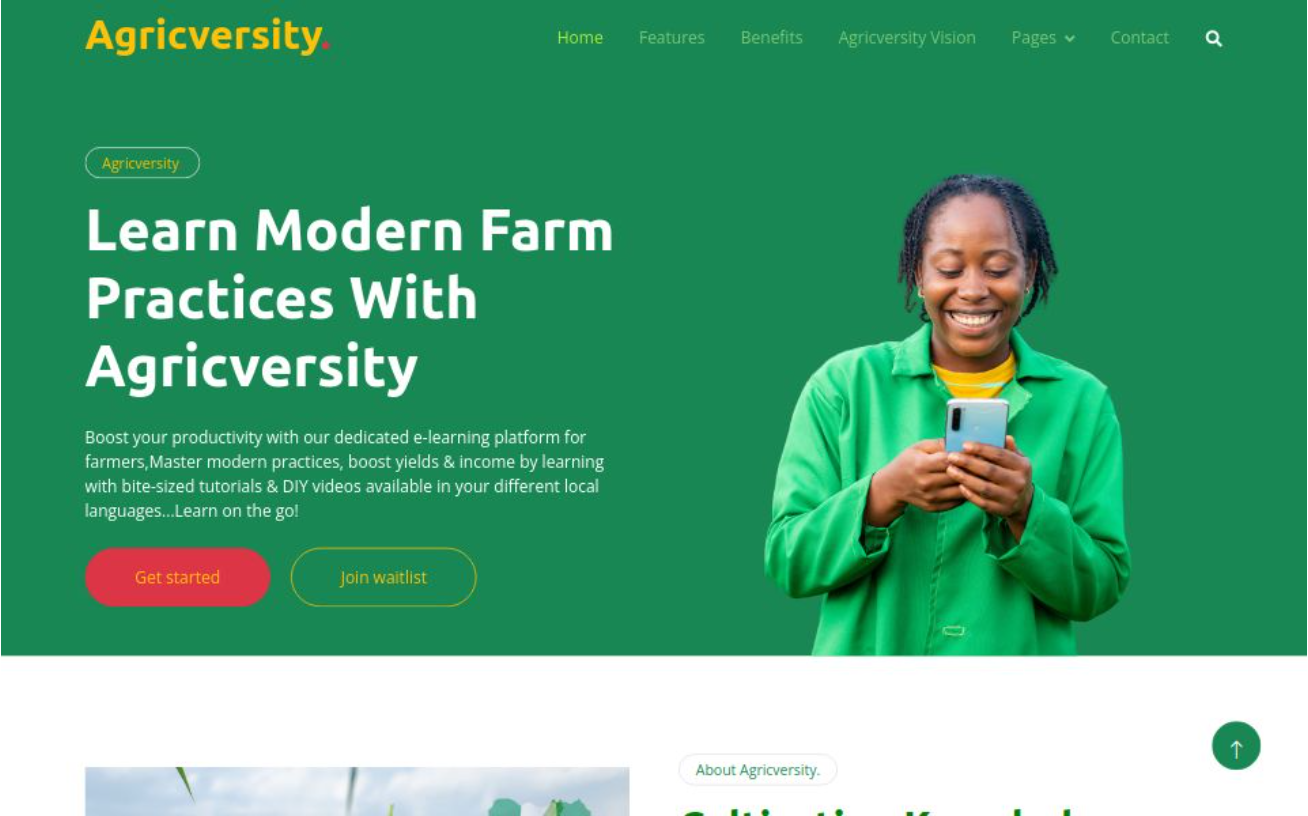 Agricversity.
Home Features Benefits Agricversity Vision Pages Contact
Agricversity
Learn Modern Farm
Practices With
Agricversity
Boost your productivity with our dedicated e-learning platform for
farmers,Master modern practices, boost yields & income by learning
with bite-sized tutorials & DIY videos available in your different local
languages...Learn on the go!
Get started Join waitlist
About Agricversity.